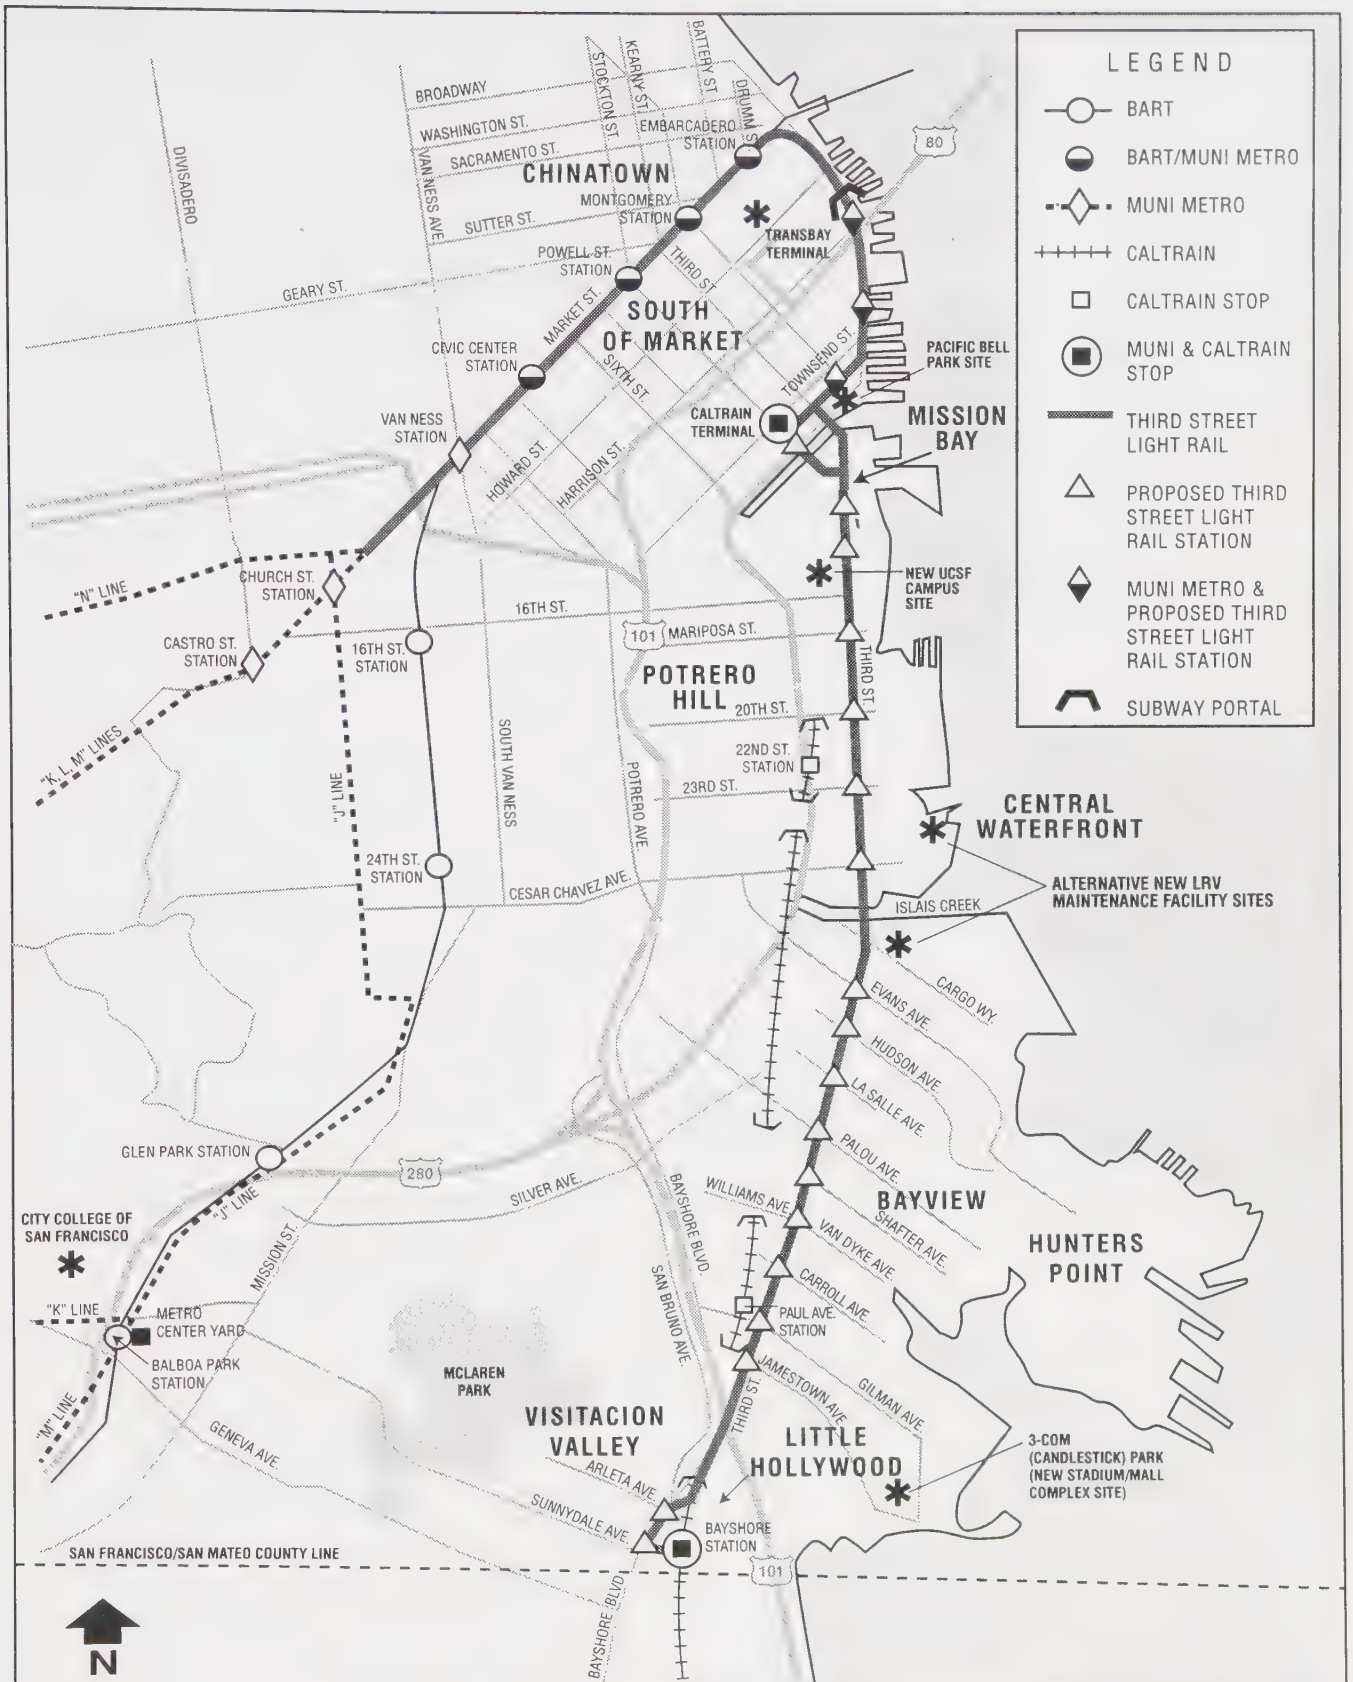 LEGEND
BART
BART/MUNI METRO
MUNI METRO
CALTRAIN
CALTRAIN STOP
MUNI & CALTRAIN
STOP
THIRD STREET
LIGHT RAIL
PROPOSED THIRD
STREET LIGHT
RAIL STATION
MUNI METRO &
PROPOSED THIRD
STREET LIGHT
RAIL STATION
SUBWAY PORTAL
DIVISADERO
VAN NESS AVE
BROADWAY
WASHINGTON ST.
SACRAMENTO ST.
SUTTER ST.
GEARY ST.
STOCKTON ST
KEARNY ST.
BATTERY ST
DRUMM S
EMBARCADERO
STATION
CHINATOWN
MONTGOMERY
STATION
POWELL ST.
STATION
TRANSBAY
TERMINAL
80
THIRD ST.
SOUTH
OF MARKET
MARKET ST.
CIVIC CENTER
STATION
SIXTH ST.
TOWNSEND ST.
PACIFIC BELL
PARK SITE
VAN NESS
STATION
CALTRAIN
TERMINAL
MISSION
BAY
HOWARD ST.
HARRISON ST.
"N" LINE
CHURCH ST.
STATION
CASTRO ST.
STATION
16TH ST.
STATION
16TH ST.
NEW UCSF
CAMPUS
SITE
101
MARIPOSA ST.
POTRERO
HILL
THIRD ST.
20TH ST.
22ND ST.
STATION
23RD ST.
"K, L, M" LINES
"J" LINE
SOUTH VAN NESS
POTRERO AVE.
CENTRAL
WATERFRONT
24TH ST.
STATION
CESAR CHAVEZ AVE.
ISLAIS CREEK
ALTERNATIVE NEW LRV
MAINTENANCE FACILITY SITES
CARGO WY.
EVANS AVE.
HUDSON AVE.
LA SALLE AVE.
PALOU AVE.
GLEN PARK STATION
280
SILVER AVE.
"J" LINE
BAYSHORE BLVD.
WILLIAMS AVE.
BAYVIEW
SHAFTER AVE.
VAN DYKE AVE.
CARROLL AVE.
HUNTERS
POINT
CITY COLLEGE OF
SAN FRANCISCO
MISSION ST.
SAN BRUNO AVE.
"K" LINE
METRO
CENTER YARD
BALBOA PARK
STATION
PAUL AVE.
STATION
MCLAREN
PARK
JAMESTOWN AVE.
GILMAN AVE.
"M" LINE
GENEVA AVE.
VISITACION
VALLEY
THIRD ST.
LITTLE
HOLLYWOOD
3-COM
(CANDLESTICK) PARK
(NEW STADIUM/MALL
COMPLEX SITE)
ARLETA AVE.
SUNNYDALE AVE.
BAYSHORE
STATION
SAN FRANCISCO/SAN MATEO COUNTY LINE
101
BAYSHORE BLVD
N